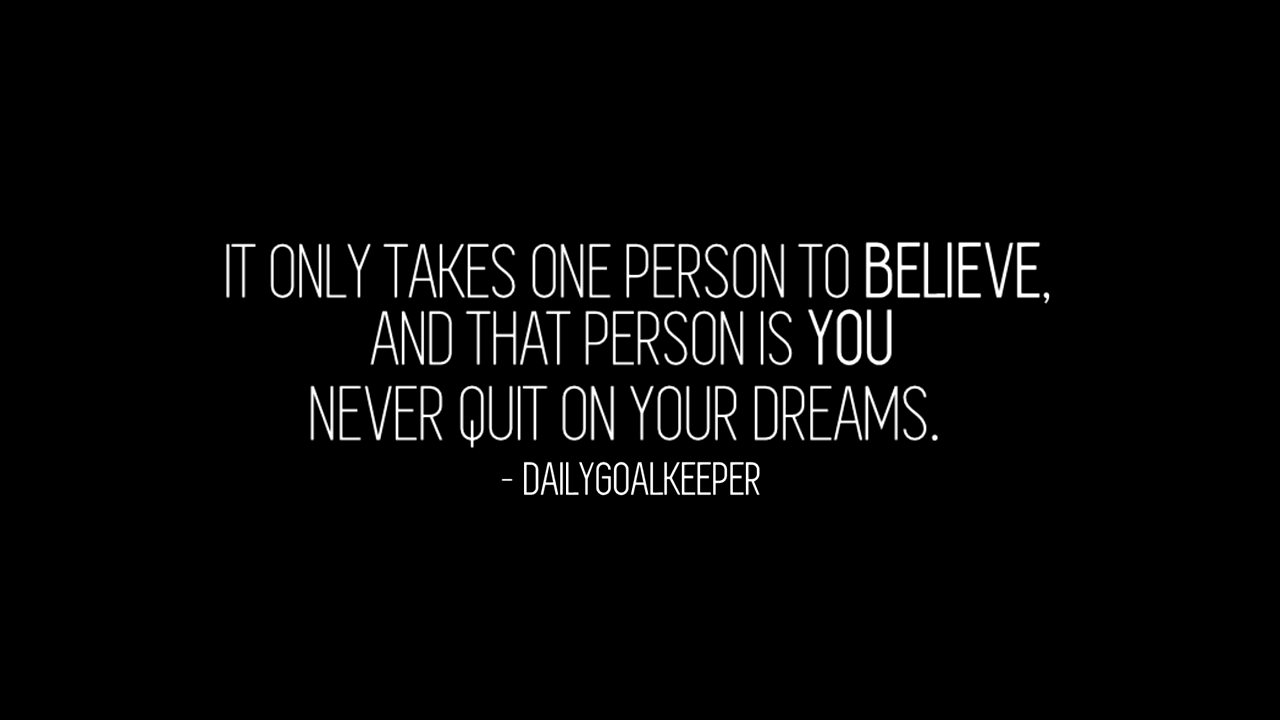 IT ONLY TAKES ONE PERSON TO BELIEVE,
AND THAT PERSON IS YOU
NEVER QUIT ON YOUR DREAMS.
- DAILYGOALKEEPER